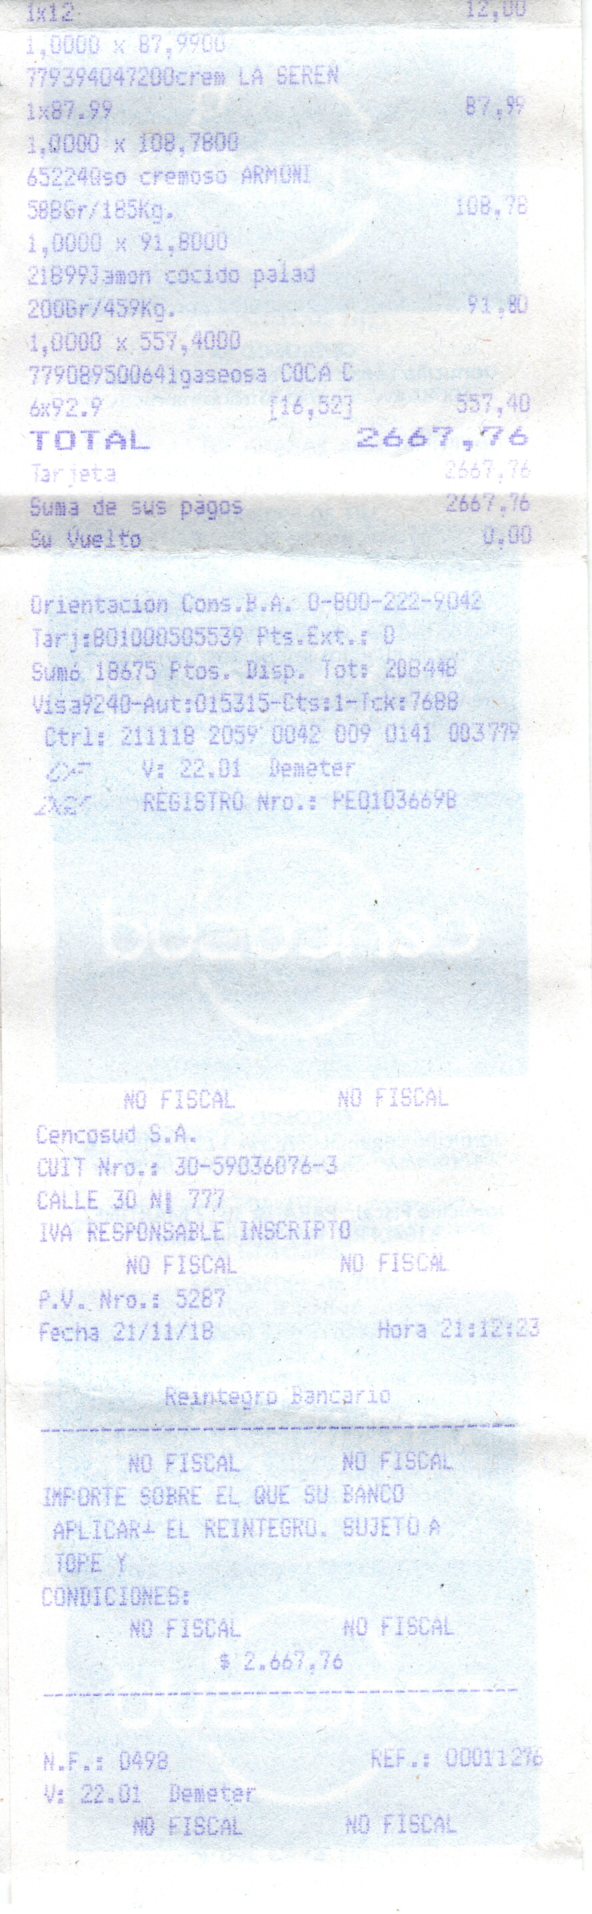 1x12 12,00
1,0000 x 87,9900
779394047200crem LA SEREN
1x87.99 87,99
1,0000 x 108,7800
65224Qso cremoso ARMONI
588Gr/185Kg. 108,78
1,0000 x 91,8000
21899Jamon cocido palad
200Gr/459Kg. 91,80
1,0000 x 557,4000
779089500641gaseosa COCA C
6x92.9 [16,52] 557,40
TOTAL 2667,76
Tarjeta 2667,76
Suma de sus pagos 2667,76
Su Vuelto 0,00
Orientacion Cons.B.A. 0-800-222-9042
Tarj:801000505539 Pts.Ext.: 0
Sumó 18675 Ptos. Disp. Tot: 208448
Visa9240-Aut:015315-Cts:1-Tck:7688
Ctrl: 211118 2059 0042 009 0141 003779
V: 22.01 Demeter
REGISTRO Nro.: PEO1036698
cencosud
NO FISCAL NO FISCAL
Cencosud S.A.
CUIT Nro.: 30-59036076-3
CALLE 30 N| 777
IVA RESPONSABLE INSCRIPTO
NO FISCAL NO FISCAL
P.V. Nro.: 5287
Fecha 21/11/18 Hora 21:12:23
Reintegro Bancario
NO FISCAL NO FISCAL
IMPORTE SOBRE EL QUE SU BANCO
APLICAR┴ EL REINTEGRO. SUJETO A
TOPE Y
CONDICIONES:
NO FISCAL NO FISCAL
$ 2.667,76
N.F.: 0498 REF.: 00011296
V: 22.01 Demeter
NO FISCAL NO FISCAL